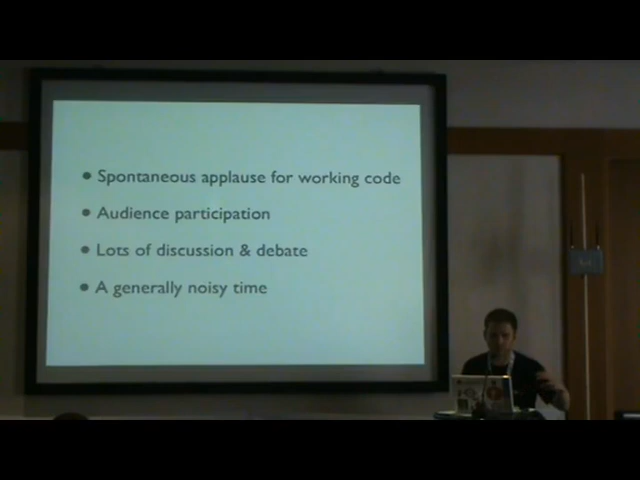 • Spontaneous applause for working code
• Audience participation
• Lots of discussion & debate
• A generally noisy time